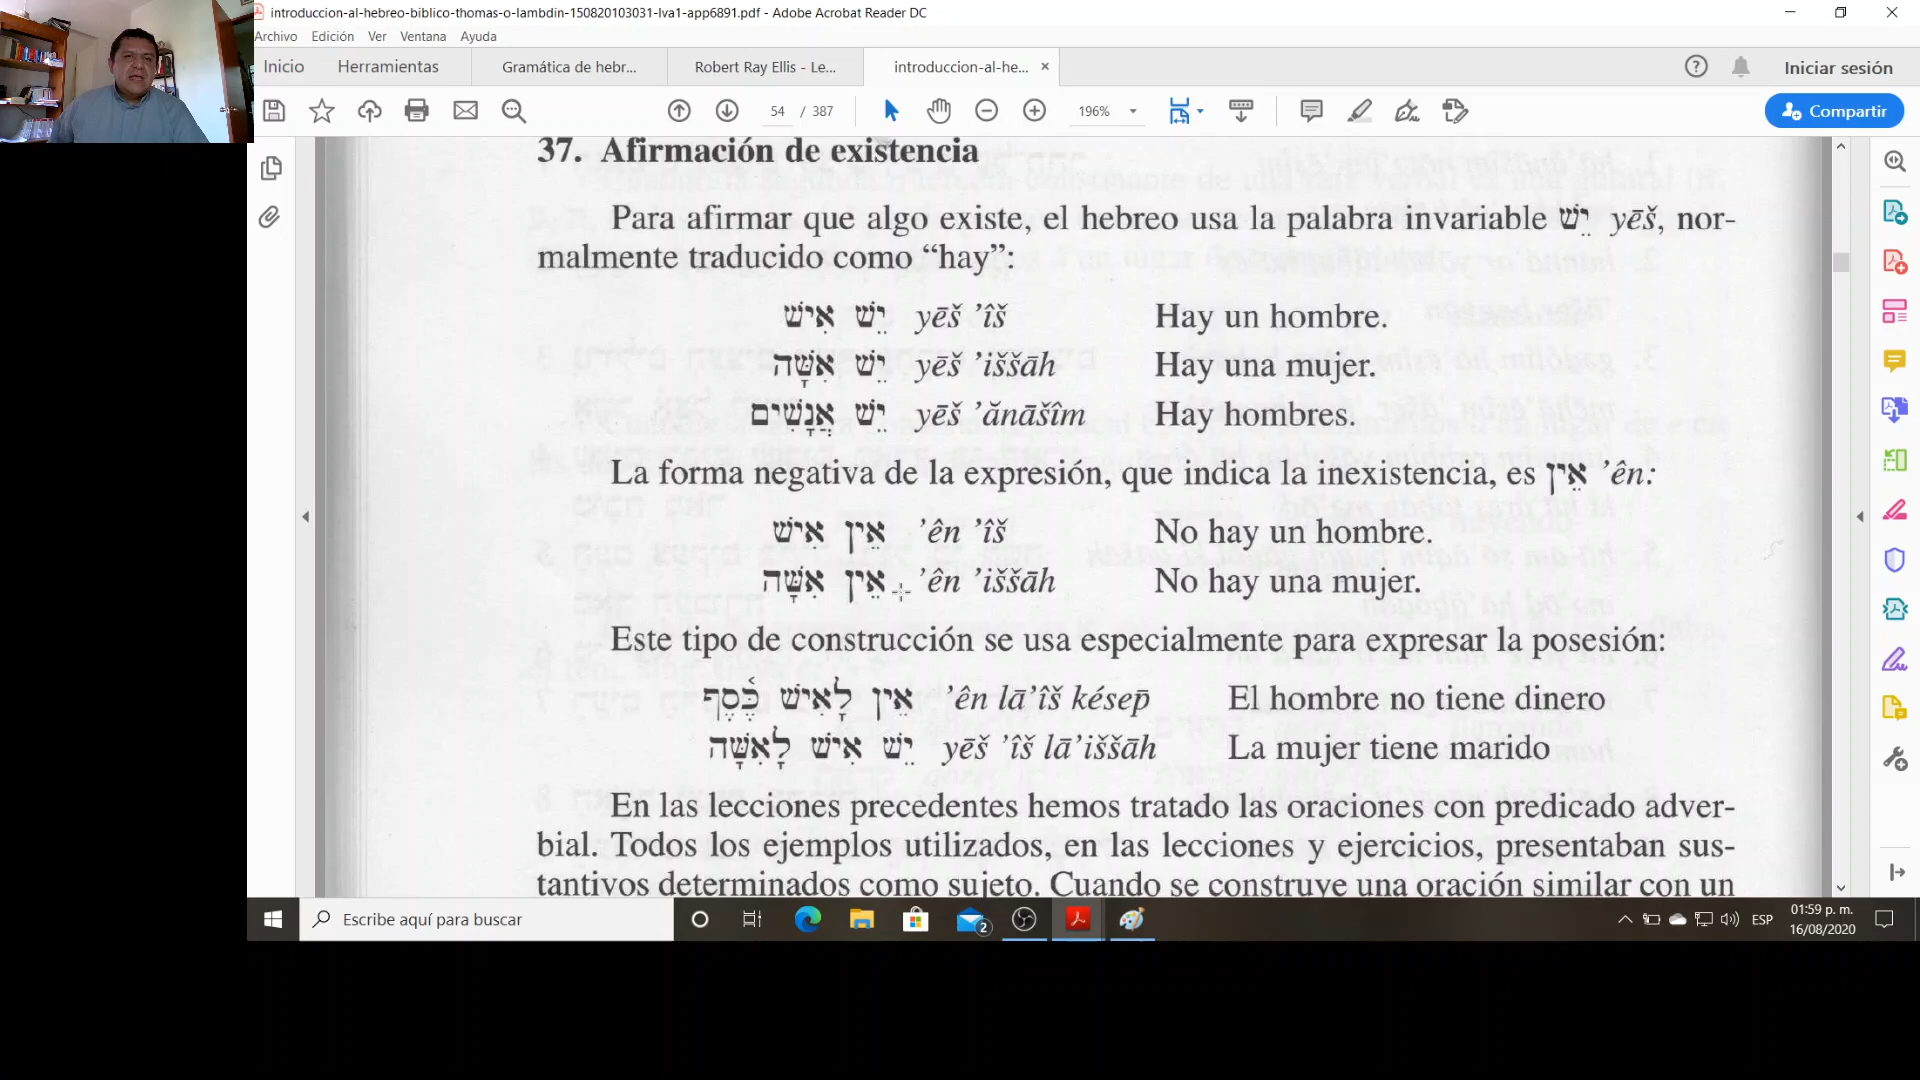 introduccion-al-hebreo-biblico-thomas-o-lambdin-150820103031-lva1-app6891.pdf - Adobe Acrobat Reader DC
Archivo Edición Ver Ventana Ayuda
Inicio Herramientas Gramática de hebr... Robert Ray Ellis - Le... introduccion-al-he... × Iniciar sesión
54 / 387 196% Compartir
37. Afirmación de existencia
Para afirmar que algo existe, el hebreo usa la palabra invariable יֵשׁ yēš, nor-
malmente traducido como “hay”:
יֵשׁ אִישׁ yēš ’îš Hay un hombre.
יֵשׁ אִשָּׁה yēš ’iššāh Hay una mujer.
יֵשׁ אֲנָשִׁים yēš ’ănāšîm Hay hombres.
La forma negativa de la expresión, que indica la inexistencia, es אֵין ’ên:
אֵין אִישׁ ’ên ’îš No hay un hombre.
אֵין אִשָּׁה ’ên ’iššāh No hay una mujer.
Este tipo de construcción se usa especialmente para expresar la posesión:
אֵין לָאִישׁ כֶּ֫סֶף ’ên lā’îš késep̄ El hombre no tiene dinero
יֵשׁ אִישׁ לָאִשָּׁה yēš ’îš lā’iššāh La mujer tiene marido
En las lecciones precedentes hemos tratado las oraciones con predicado adver-
bial. Todos los ejemplos utilizados, en las lecciones y ejercicios, presentaban sus-
tantivos determinados como sujeto. Cuando se construye una oración similar con un
Escribe aquí para buscar 2 ESP 01:59 p. m.
16/08/2020